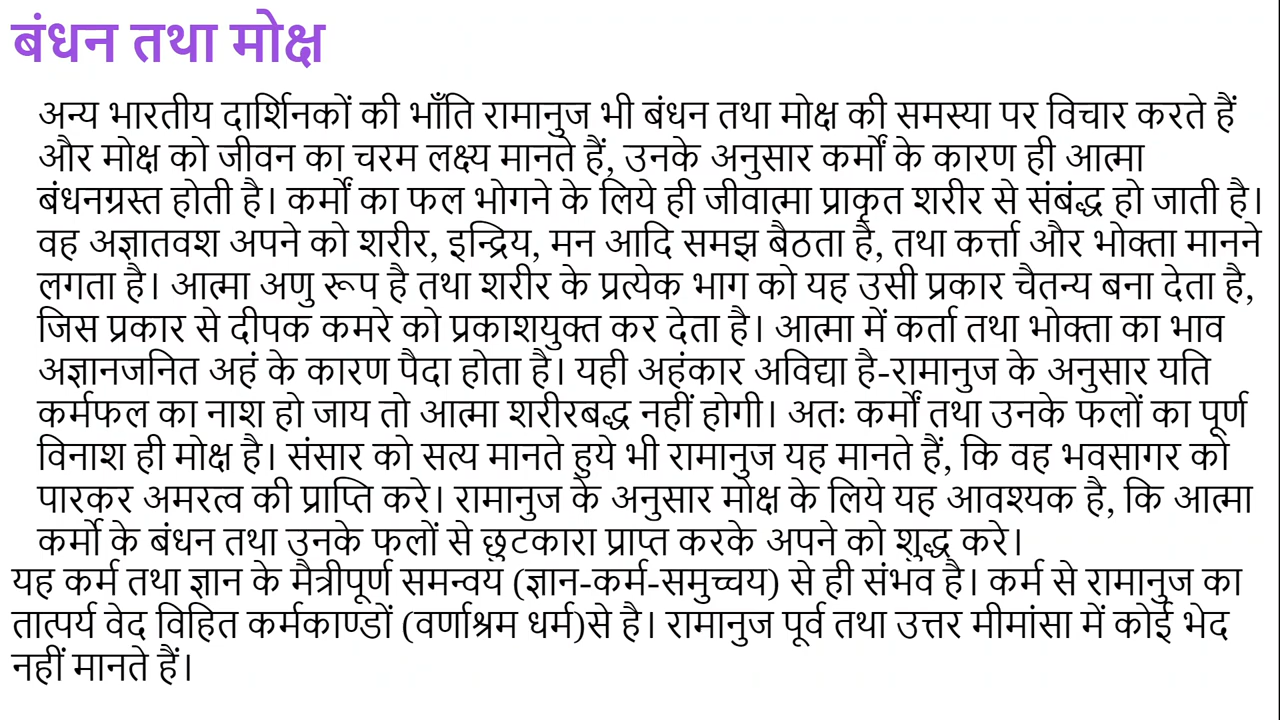 बंधन तथा मोक्ष
अन्य भारतीय दार्शिनकों की भाँति रामानुज भी बंधन तथा मोक्ष की समस्या पर विचार करते हैं
और मोक्ष को जीवन का चरम लक्ष्य मानते हैं, उनके अनुसार कर्मों के कारण ही आत्मा
बंधनग्रस्त होती है। कर्मों का फल भोगने के लिये ही जीवात्मा प्राकृत शरीर से संबंद्ध हो जाती है।
वह अज्ञातवश अपने को शरीर, इन्द्रिय, मन आदि समझ बैठता है, तथा कर्त्ता और भोक्ता मानने
लगता है। आत्मा अणु रूप है तथा शरीर के प्रत्येक भाग को यह उसी प्रकार चैतन्य बना देता है,
जिस प्रकार से दीपक कमरे को प्रकाशयुक्त कर देता है। आत्मा में कर्ता तथा भोक्ता का भाव
अज्ञानजनित अहं के कारण पैदा होता है। यही अहंकार अविद्या है-रामानुज के अनुसार यति
कर्मफल का नाश हो जाय तो आत्मा शरीरबद्ध नहीं होगी। अतः कर्मों तथा उनके फलों का पूर्ण
विनाश ही मोक्ष है। संसार को सत्य मानते हुये भी रामानुज यह मानते हैं, कि वह भवसागर को
पारकर अमरत्व की प्राप्ति करे। रामानुज के अनुसार मोक्ष के लिये यह आवश्यक है, कि आत्मा
कर्मो के बंधन तथा उनके फलों से छुटकारा प्राप्त करके अपने को शुद्ध करे।
यह कर्म तथा ज्ञान के मैत्रीपूर्ण समन्वय (ज्ञान-कर्म-समुच्चय) से ही संभव है। कर्म से रामानुज का
तात्पर्य वेद विहित कर्मकाण्डों (वर्णाश्रम धर्म)से है। रामानुज पूर्व तथा उत्तर मीमांसा में कोई भेद
नहीं मानते हैं।